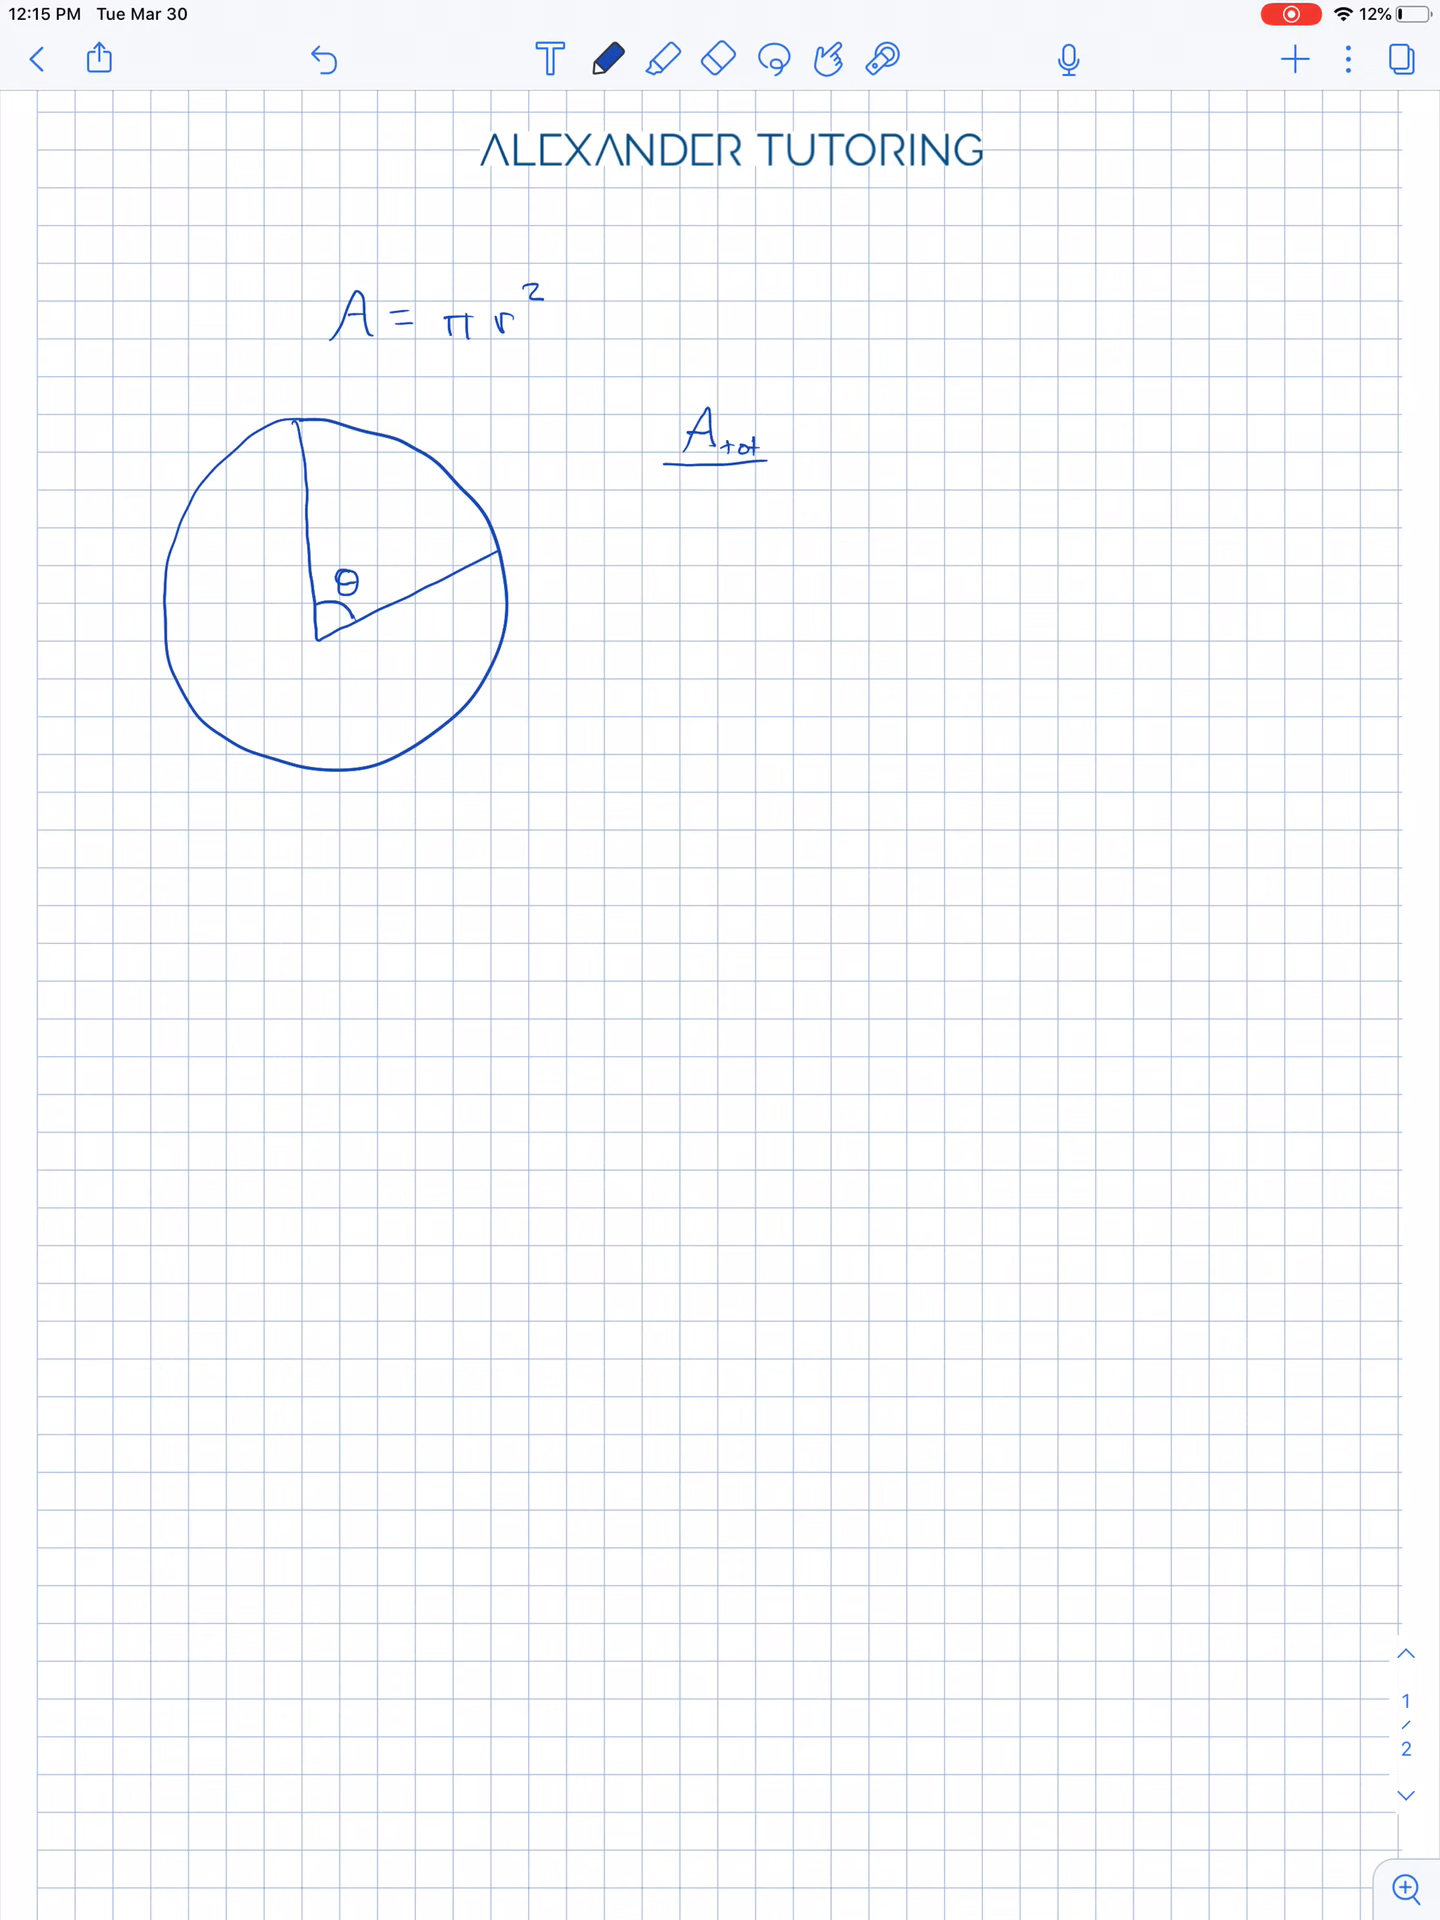 12:15 PM Tue Mar 30 12%
T
ALEXANDER TUTORING
A = π r²
A_tot
θ
1
/
2